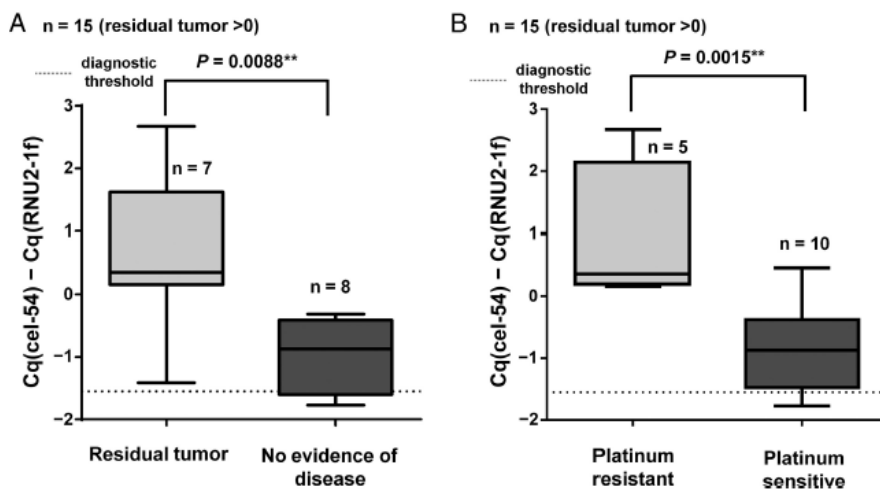 A n = 15 (residual tumor >0)
diagnostic
threshold
P = 0.0088**
Cq(cel-54) − Cq(RNU2-1f)
3
2
1
0
−1
−2
n = 7
n = 8
Residual tumor
No evidence of
disease
B n = 15 (residual tumor >0)
diagnostic
threshold
P = 0.0015**
Cq(cel-54) − Cq(RNU2-1f)
3
2
1
0
−1
−2
n = 5
n = 10
Platinum
resistant
Platinum
sensitive